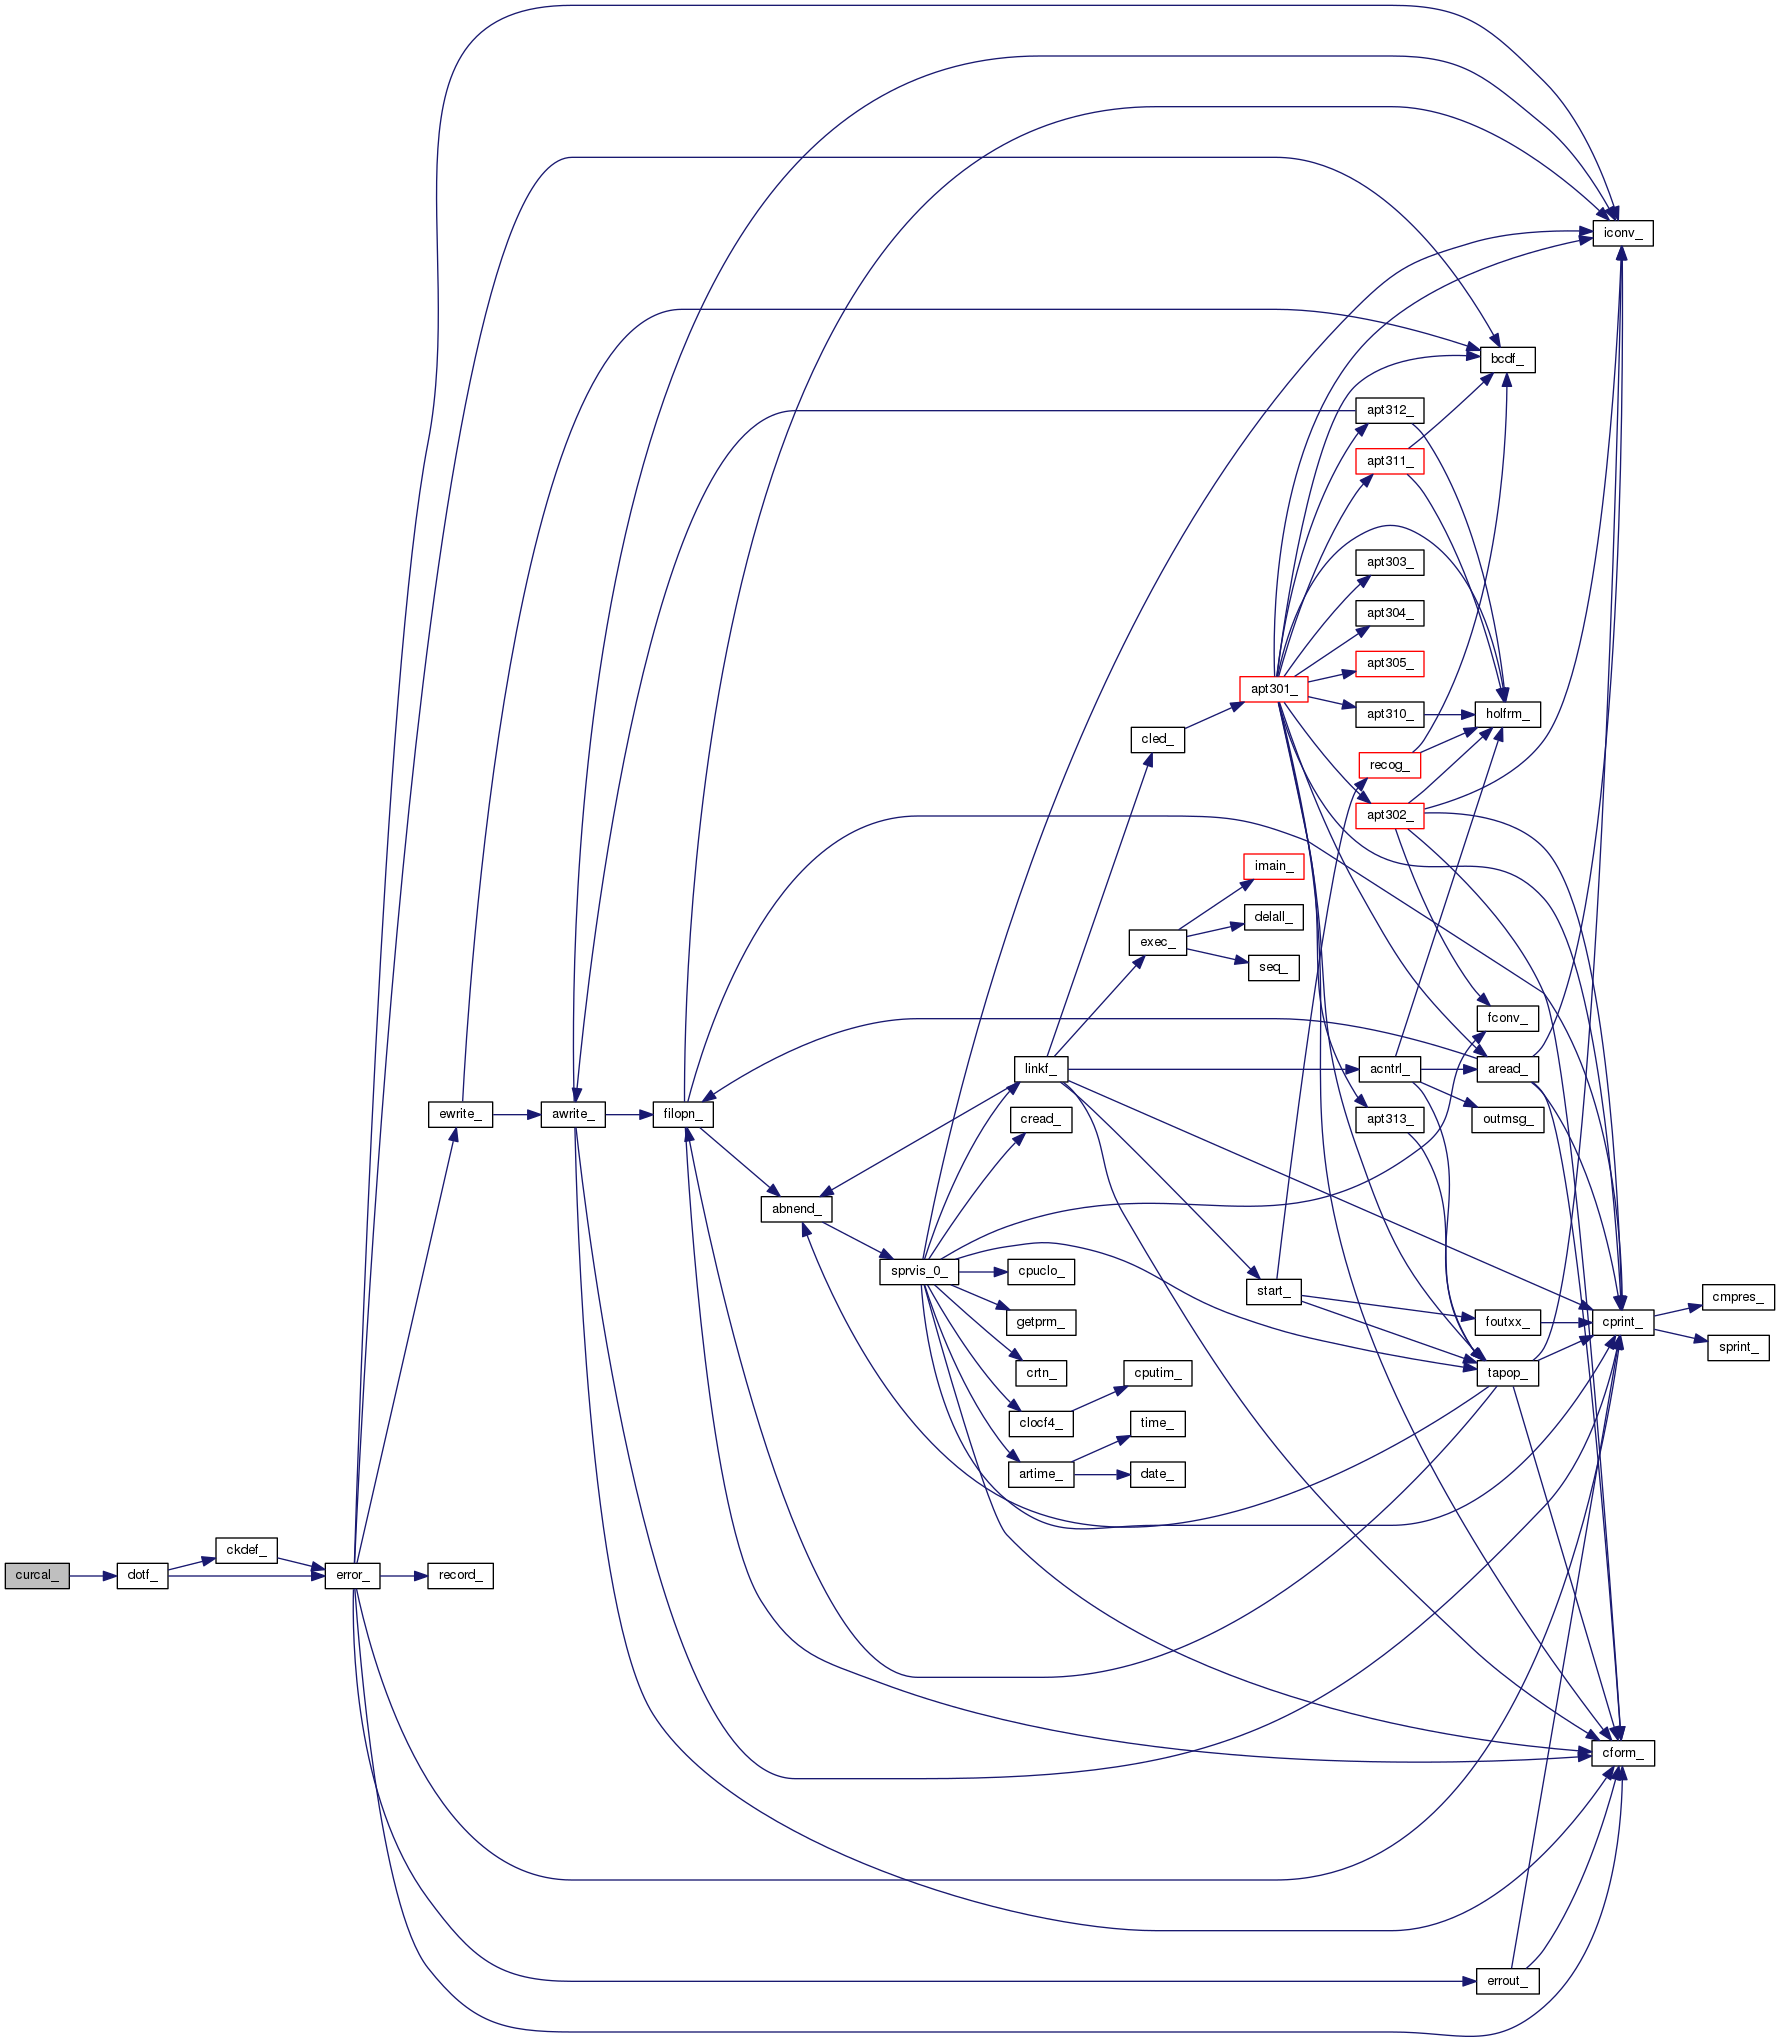 iconv_
bcdf_
apt312_
apt311_
apt303_
apt304_
apt305_
apt301_
apt310_
holfrm_
cled_
recog_
apt302_
imain_
delall_
exec_
seq_
fconv_
linkf_
acntrl_
aread_
ewrite_
awrite_
filopn_
cread_
apt313_
outmsg_
abnend_
sprvis_0_
cpuclo_
start_
cmpres_
getprm_
foutxx_
cprint_
sprint_
crtn_
cputim_
tapop_
clocf4_
time_
artime_
date_
ckdef_
curcal_
dotf_
error_
record_
cform_
errout_